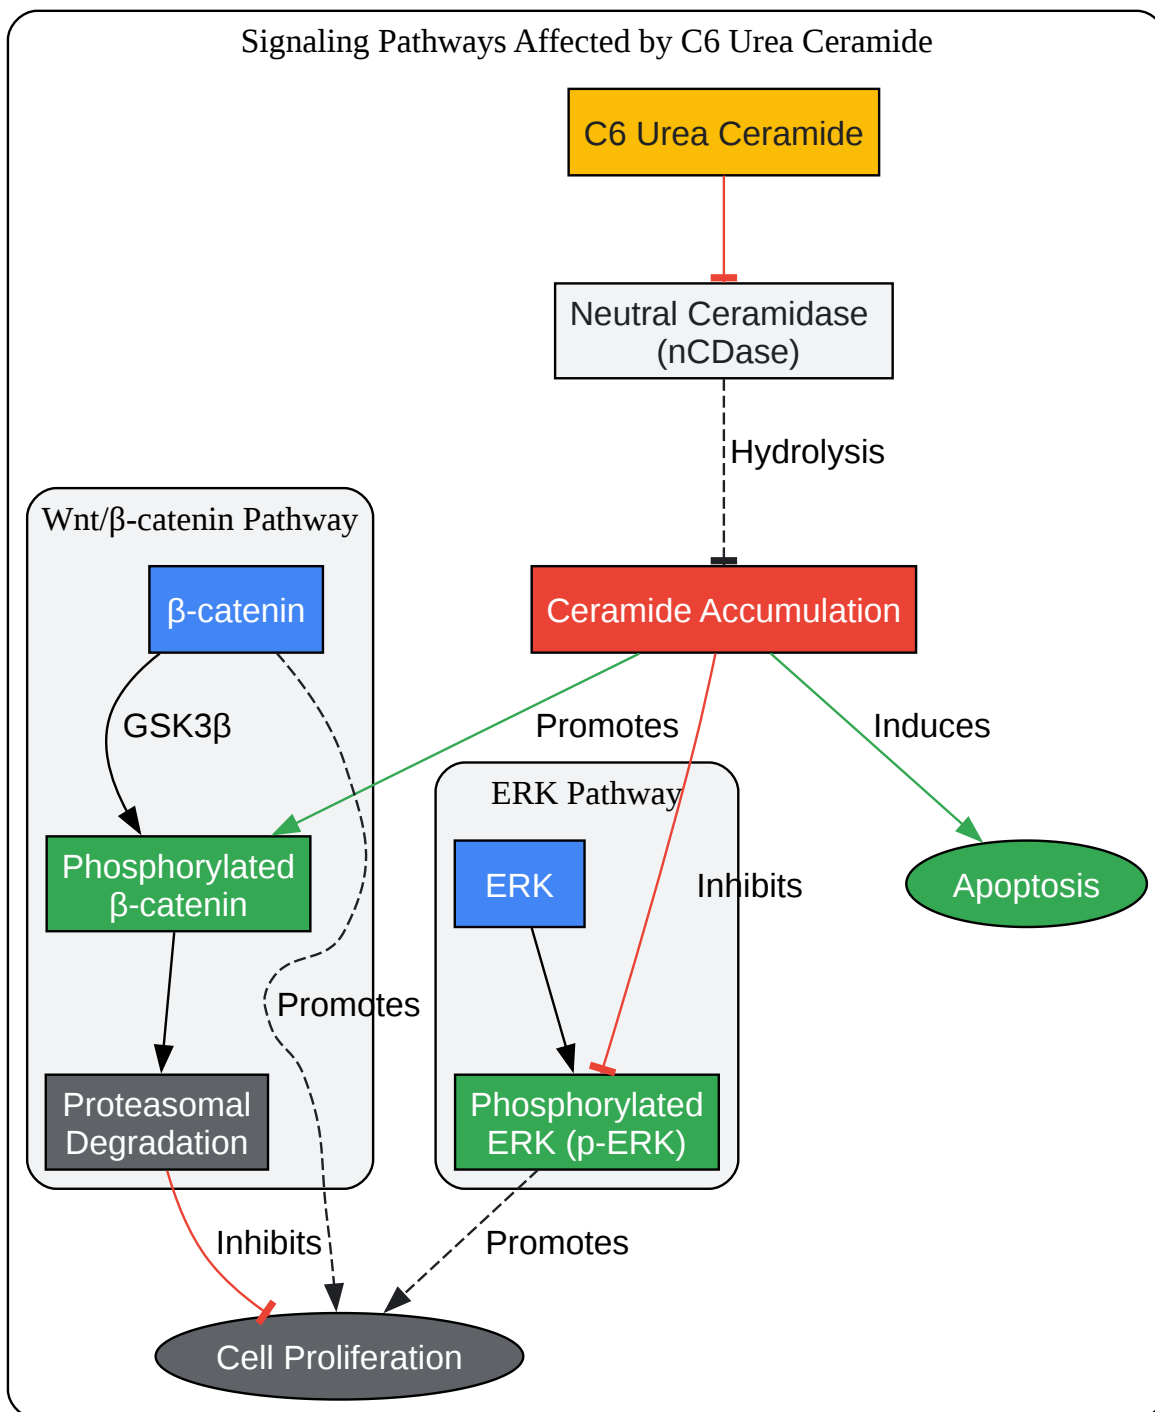 Signaling Pathways Affected by C6 Urea Ceramide
C6 Urea Ceramide
Neutral Ceramidase
(nCDase)
Hydrolysis
Wnt/β-catenin Pathway
β-catenin
Ceramide Accumulation
GSK3β
Promotes
Induces
ERK Pathway
Phosphorylated
β-catenin
ERK
Inhibits
Apoptosis
Promotes
Proteasomal
Degradation
Phosphorylated
ERK (p-ERK)
Inhibits
Promotes
Cell Proliferation